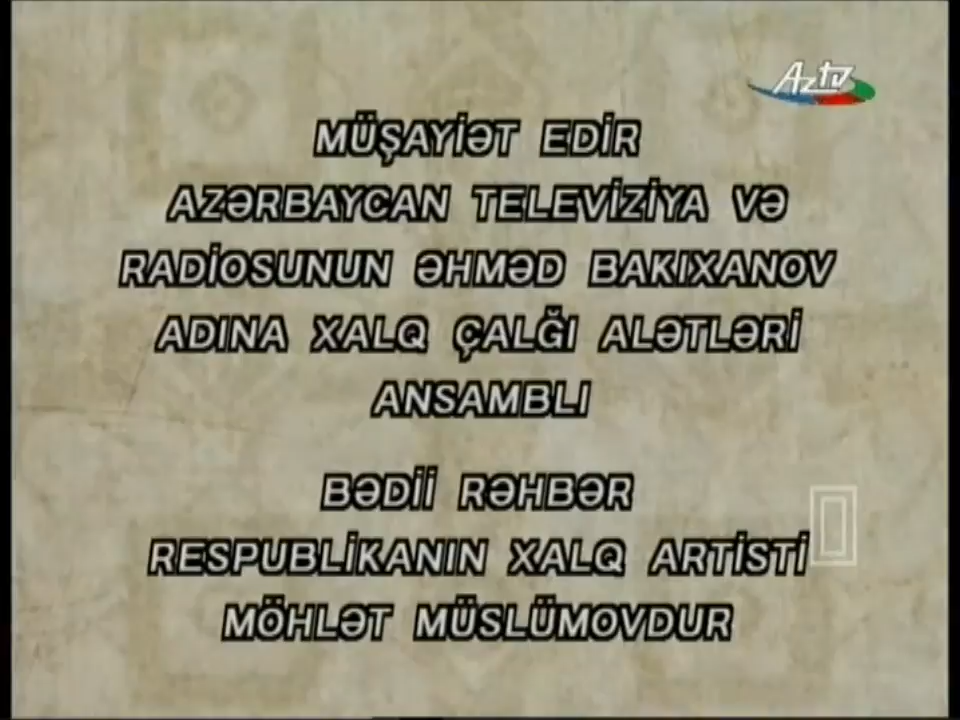 Aztv
MÜŞAYİƏT EDİR
AZƏRBAYCAN TELEVİZİYA VƏ
RADİOSUNUN ƏHMƏD BAKIXANOV
ADINA XALQ ÇALĞI ALƏTLƏRİ
ANSAMBLI
BƏDİİ RƏHBƏR
RESPUBLİKANIN XALQ ARTİSTİ
MÖHLƏT MÜSLÜMOVDUR